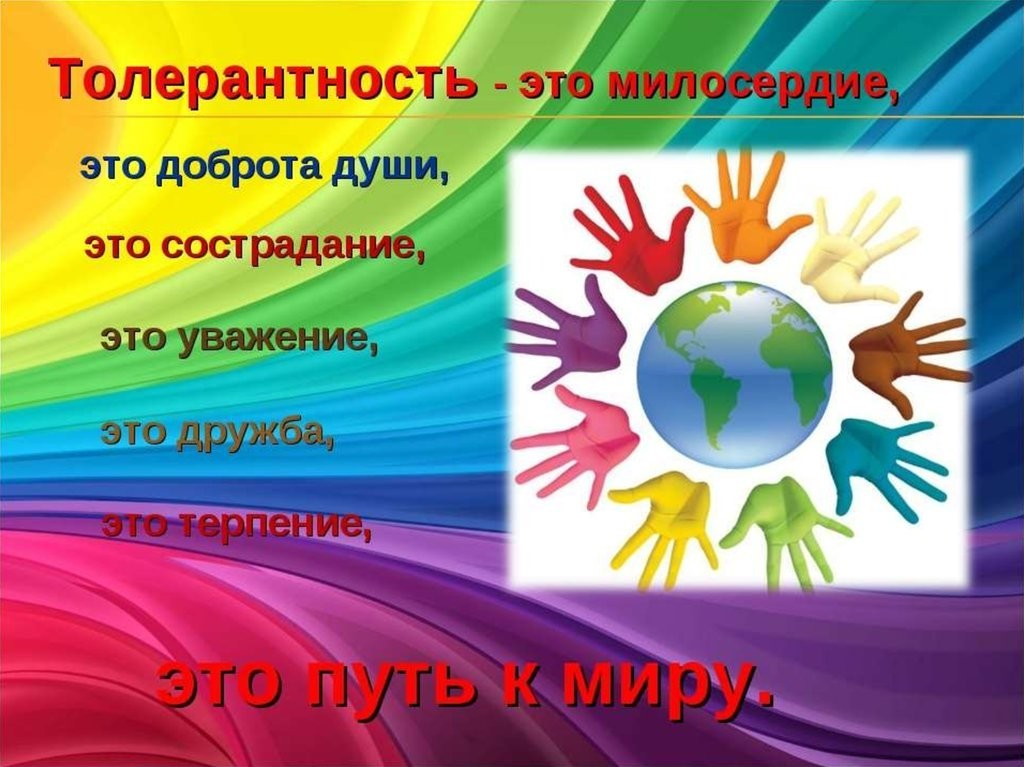 Толерантность - это милосердие,
это доброта души,
это сострадание,
это уважение,
это дружба,
это терпение,
это путь к миру.